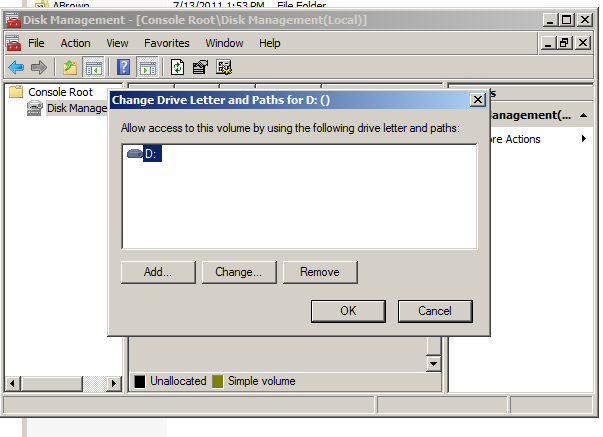 ABrown 7/13/2011 1:53 PM File Folder
Disk Management - [Console Root\Disk Management(Local)]
File Action View Favorites Window Help
Console Root
Disk Manage
Change Drive Letter and Paths for D: ()
Allow access to this volume by using the following drive letter and paths:
D:
Add... Change... Remove
OK Cancel
s
anagement(...
re Actions
Unallocated Simple volume